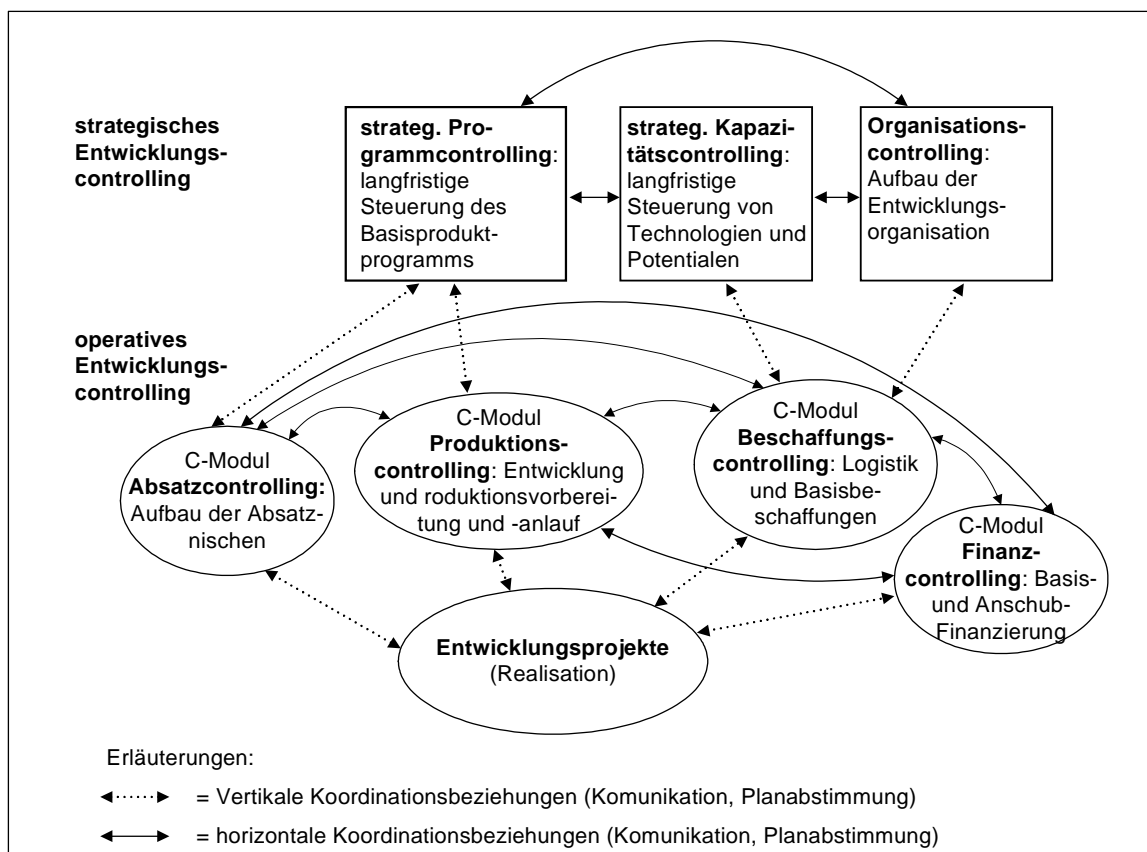 strategisches
Entwicklungs-
controlling
strateg. Pro-
grammcontrolling:
langfristige
Steuerung des
Basisprodukt-
programms
strateg. Kapazi-
tätscontrolling:
langfristige
Steuerung von
Technologien und
Potentialen
Organisations-
controlling:
Aufbau der
Entwicklungs-
organisation
operatives
Entwicklungs-
controlling
C-Modul
Absatzcontrolling:
Aufbau der Absatz-
nischen
C-Modul
Produktions-
controlling: Entwicklung
und roduktionsvorberei-
tung und -anlauf
C-Modul
Beschaffungs-
controlling: Logistik
und Basisbe-
schaffungen
C-Modul
Finanz-
controlling: Basis-
und Anschub-
Finanzierung
Entwicklungsprojekte
(Realisation)
Erläuterungen:
= Vertikale Koordinationsbeziehungen (Komunikation, Planabstimmung)
= horizontale Koordinationsbeziehungen (Komunikation, Planabstimmung)